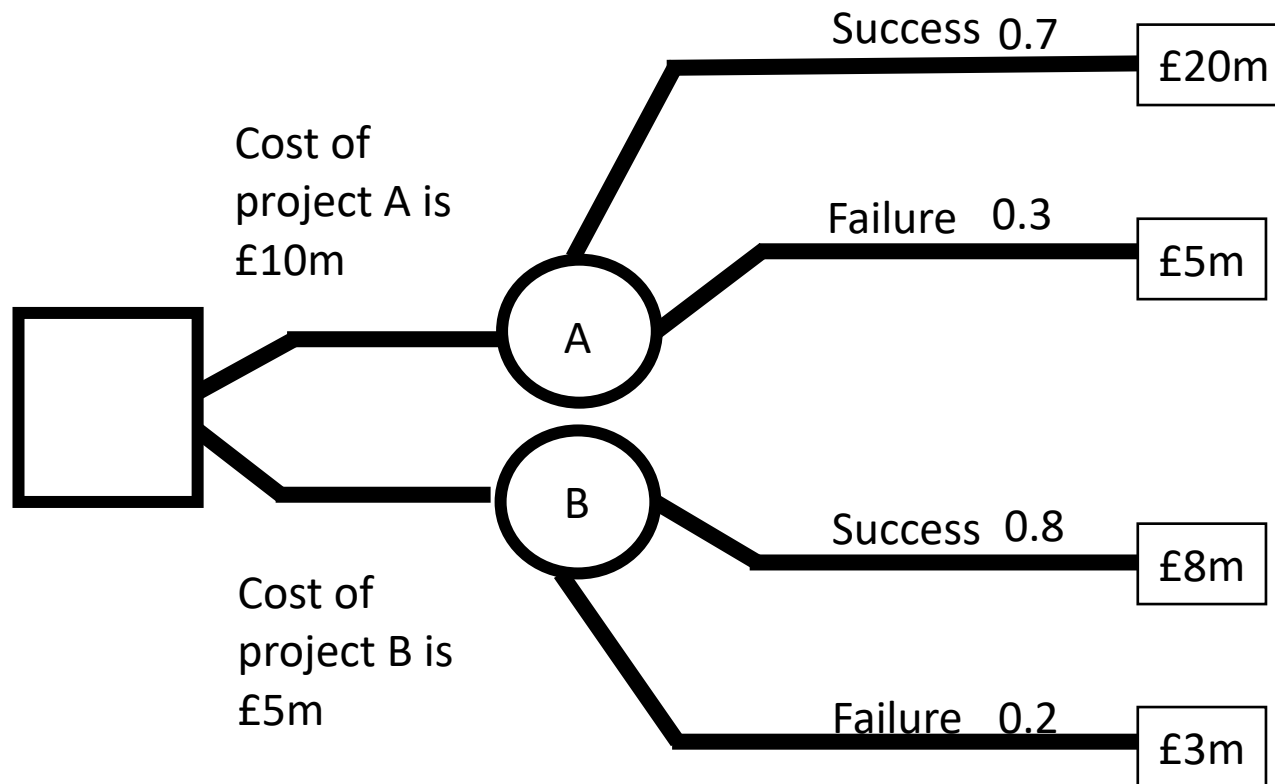 Success 0.7
£20m
Cost of
project A is
£10m
Failure 0.3
£5m
A
B
Success 0.8
£8m
Cost of
project B is
£5m
Failure 0.2
£3m